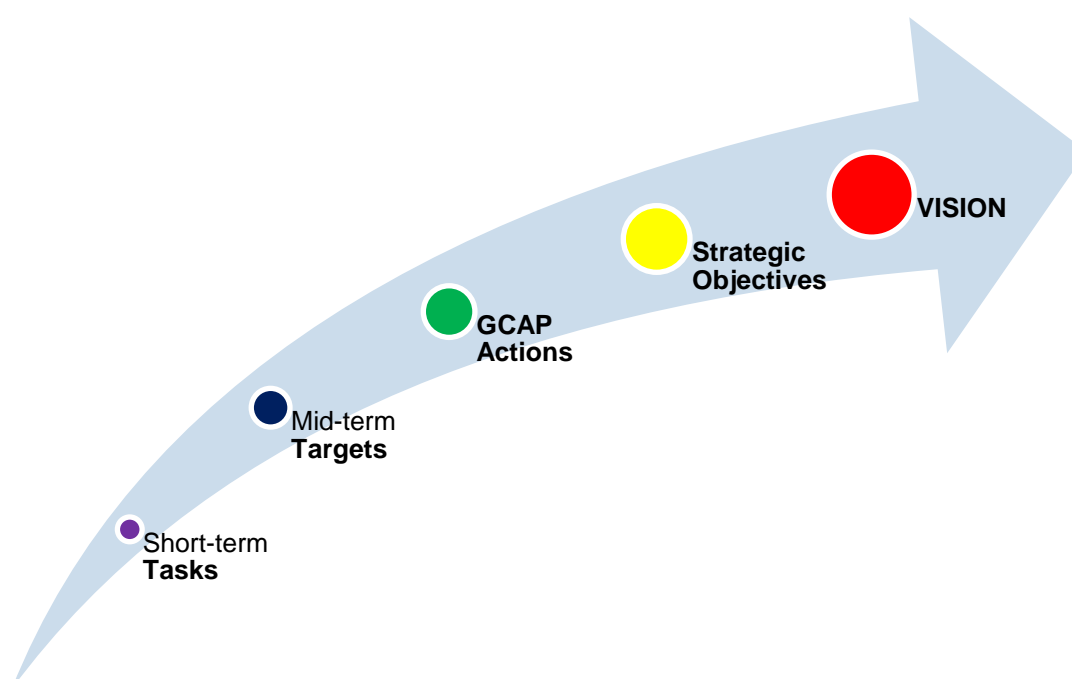 VISION
Strategic
Objectives
GCAP
Actions
Mid-term
Targets
Short-term
Tasks